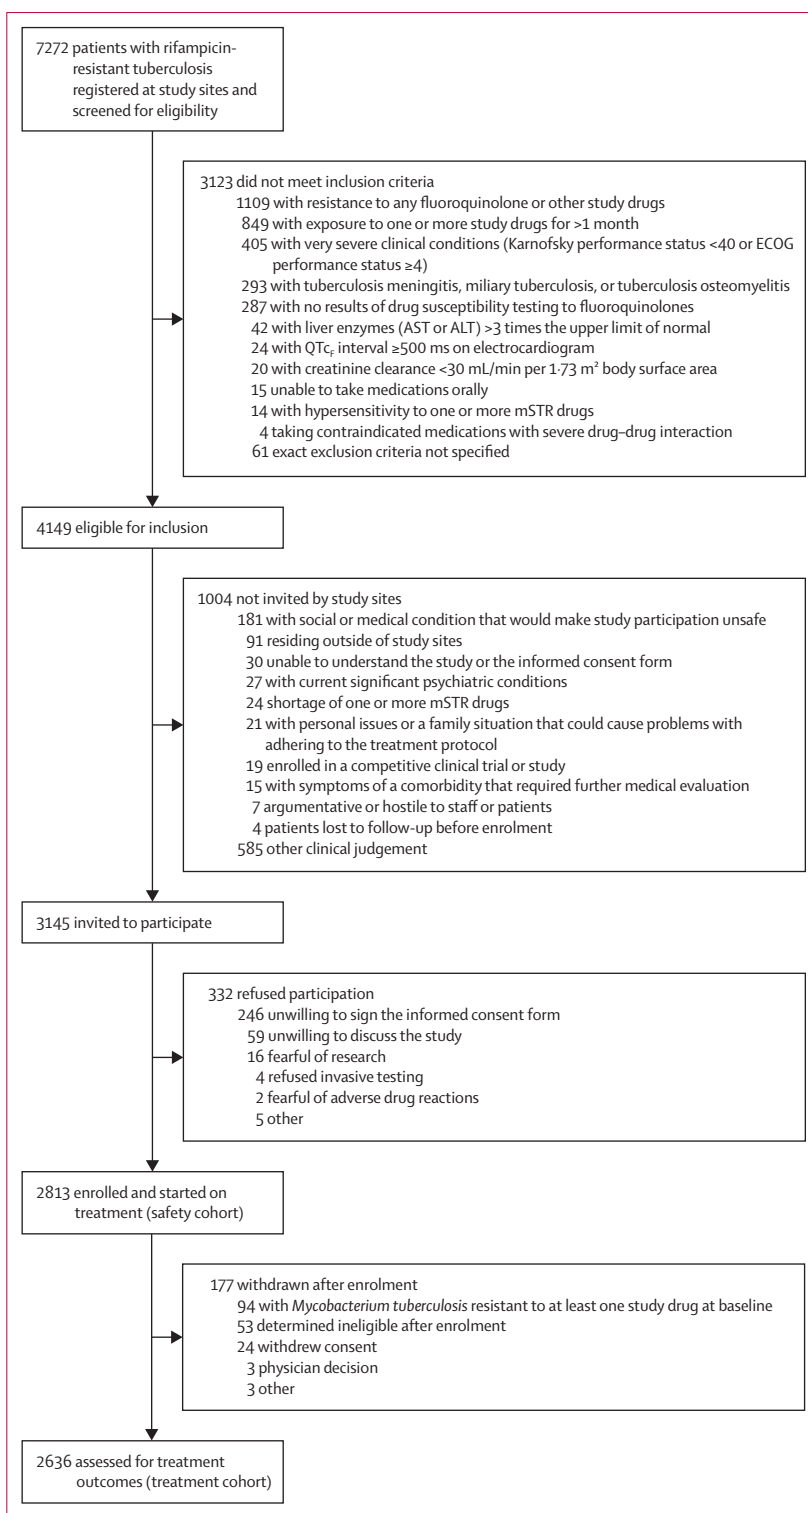 7272 patients with rifampicin-
resistant tuberculosis
registered at study sites and
screened for eligibility
3123 did not meet inclusion criteria
1109 with resistance to any fluoroquinolone or other study drugs
849 with exposure to one or more study drugs for >1 month
405 with very severe clinical conditions (Karnofsky performance status <40 or ECOG
performance status ≥4)
293 with tuberculosis meningitis, miliary tuberculosis, or tuberculosis osteomyelitis
287 with no results of drug susceptibility testing to fluoroquinolones
42 with liver enzymes (AST or ALT) >3 times the upper limit of normal
24 with QTcF interval ≥500 ms on electrocardiogram
20 with creatinine clearance <30 mL/min per 1·73 m² body surface area
15 unable to take medications orally
14 with hypersensitivity to one or more mSTR drugs
4 taking contraindicated medications with severe drug–drug interaction
61 exact exclusion criteria not specified
4149 eligible for inclusion
1004 not invited by study sites
181 with social or medical condition that would make study participation unsafe
91 residing outside of study sites
30 unable to understand the study or the informed consent form
27 with current significant psychiatric conditions
24 shortage of one or more mSTR drugs
21 with personal issues or a family situation that could cause problems with
adhering to the treatment protocol
19 enrolled in a competitive clinical trial or study
15 with symptoms of a comorbidity that required further medical evaluation
7 argumentative or hostile to staff or patients
4 patients lost to follow-up before enrolment
585 other clinical judgement
3145 invited to participate
332 refused participation
246 unwilling to sign the informed consent form
59 unwilling to discuss the study
16 fearful of research
4 refused invasive testing
2 fearful of adverse drug reactions
5 other
2813 enrolled and started on
treatment (safety cohort)
177 withdrawn after enrolment
94 with Mycobacterium tuberculosis resistant to at least one study drug at baseline
53 determined ineligible after enrolment
24 withdrew consent
3 physician decision
3 other
2636 assessed for treatment
outcomes (treatment cohort)